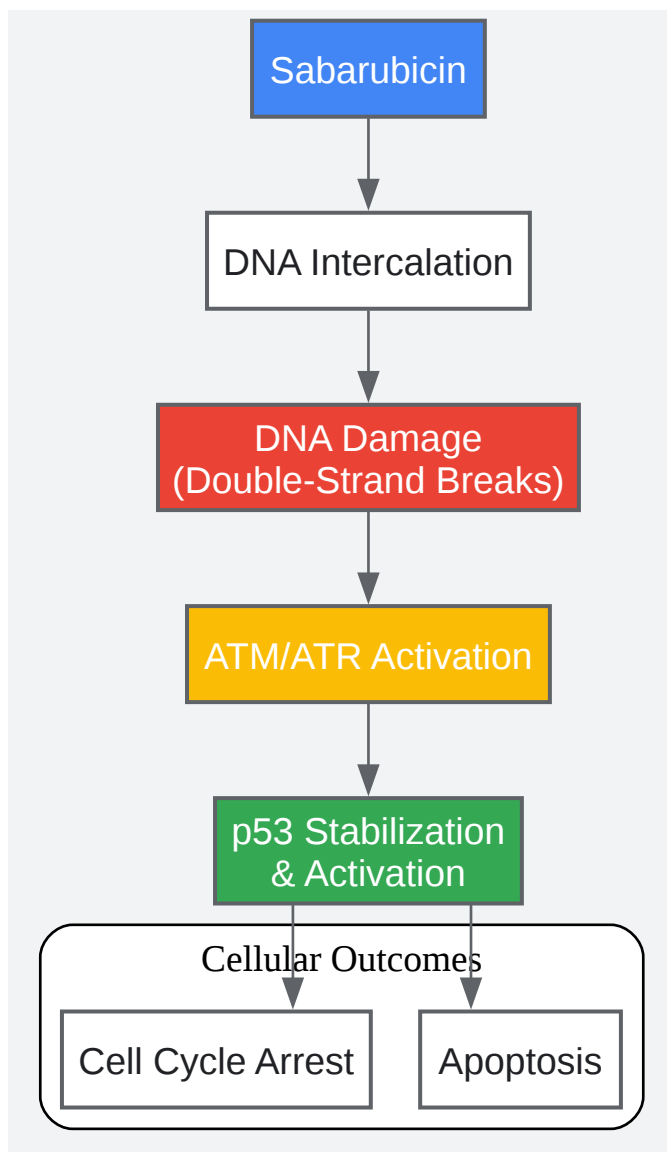 Sabarubicin
DNA Intercalation
DNA Damage
(Double-Strand Breaks)
ATM/ATR Activation
p53 Stabilization
& Activation
Cellular Outcomes
Cell Cycle Arrest
Apoptosis